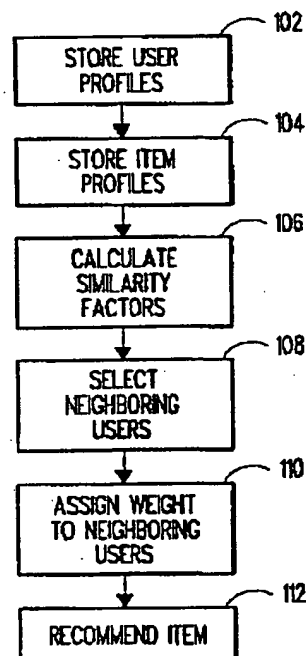 102
STORE USER
PROFILES
104
STORE ITEM
PROFILES
106
CALCULATE
SIMILARITY
FACTORS
108
SELECT
NEIGHBORING
USERS
110
ASSIGN WEIGHT
TO NEIGHBORING
USERS
112
RECOMMEND ITEM